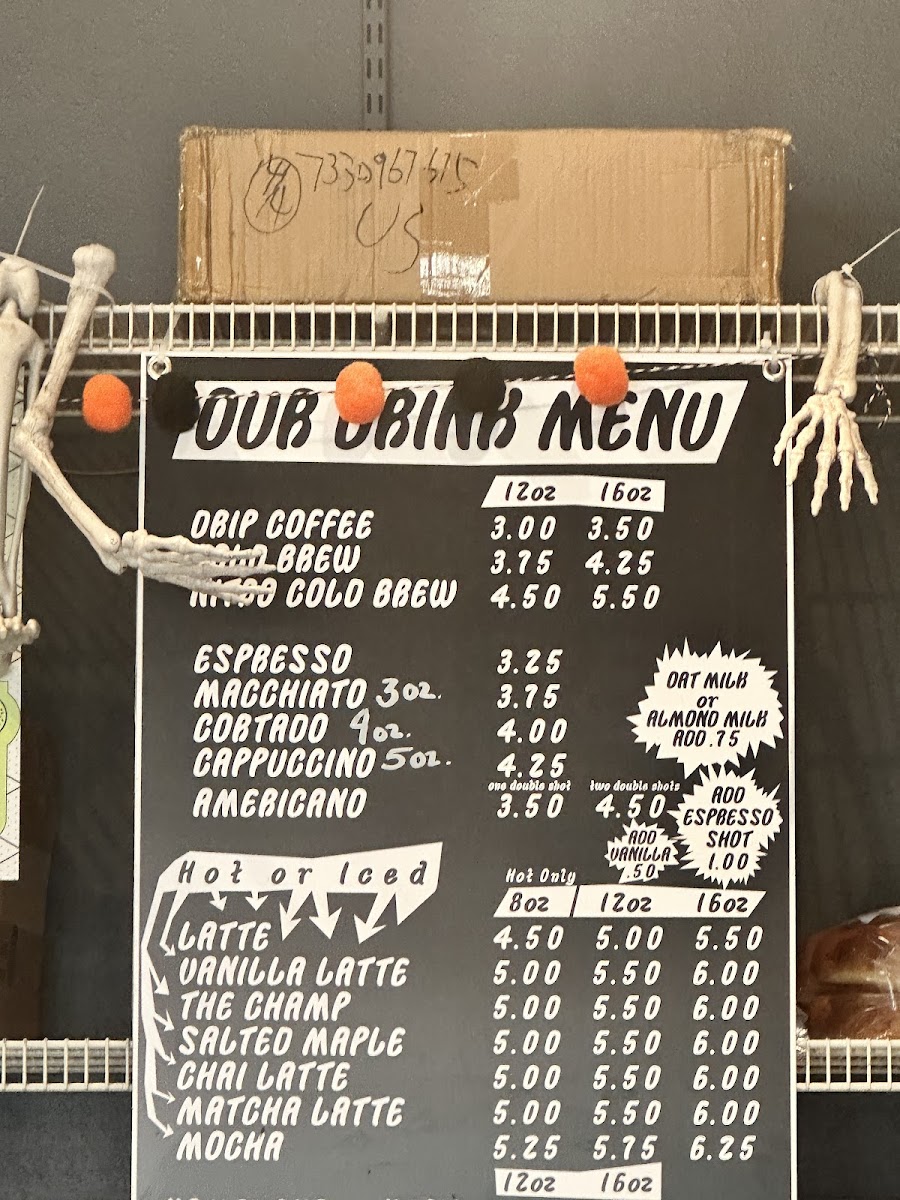 7330967675
US
OUR DRINK MENU
12oz 16oz
DRIP COFFEE 3.00 3.50
COLD BREW 3.75 4.25
NITRO COLD BREW 4.50 5.50
ESPRESSO 3.25
MACCHIATO 3oz. 3.75
CORTADO 4oz. 4.00
CAPPUCCINO 5oz. 4.25
one double shot two double shots
AMERICANO 3.50 4.50
OAT MILK
or
ALMOND MILK
ADD .75
ADD
ESPRESSO
SHOT
1.00
ADD
VANILLA
.50
Hot or Iced
Hot Only
8oz 12oz 16oz
LATTE 4.50 5.00 5.50
VANILLA LATTE 5.00 5.50 6.00
THE CHAMP 5.00 5.50 6.00
SALTED MAPLE 5.00 5.50 6.00
CHAI LATTE 5.00 5.50 6.00
MATCHA LATTE 5.00 5.50 6.00
MOCHA 5.25 5.75 6.25
12oz 16oz